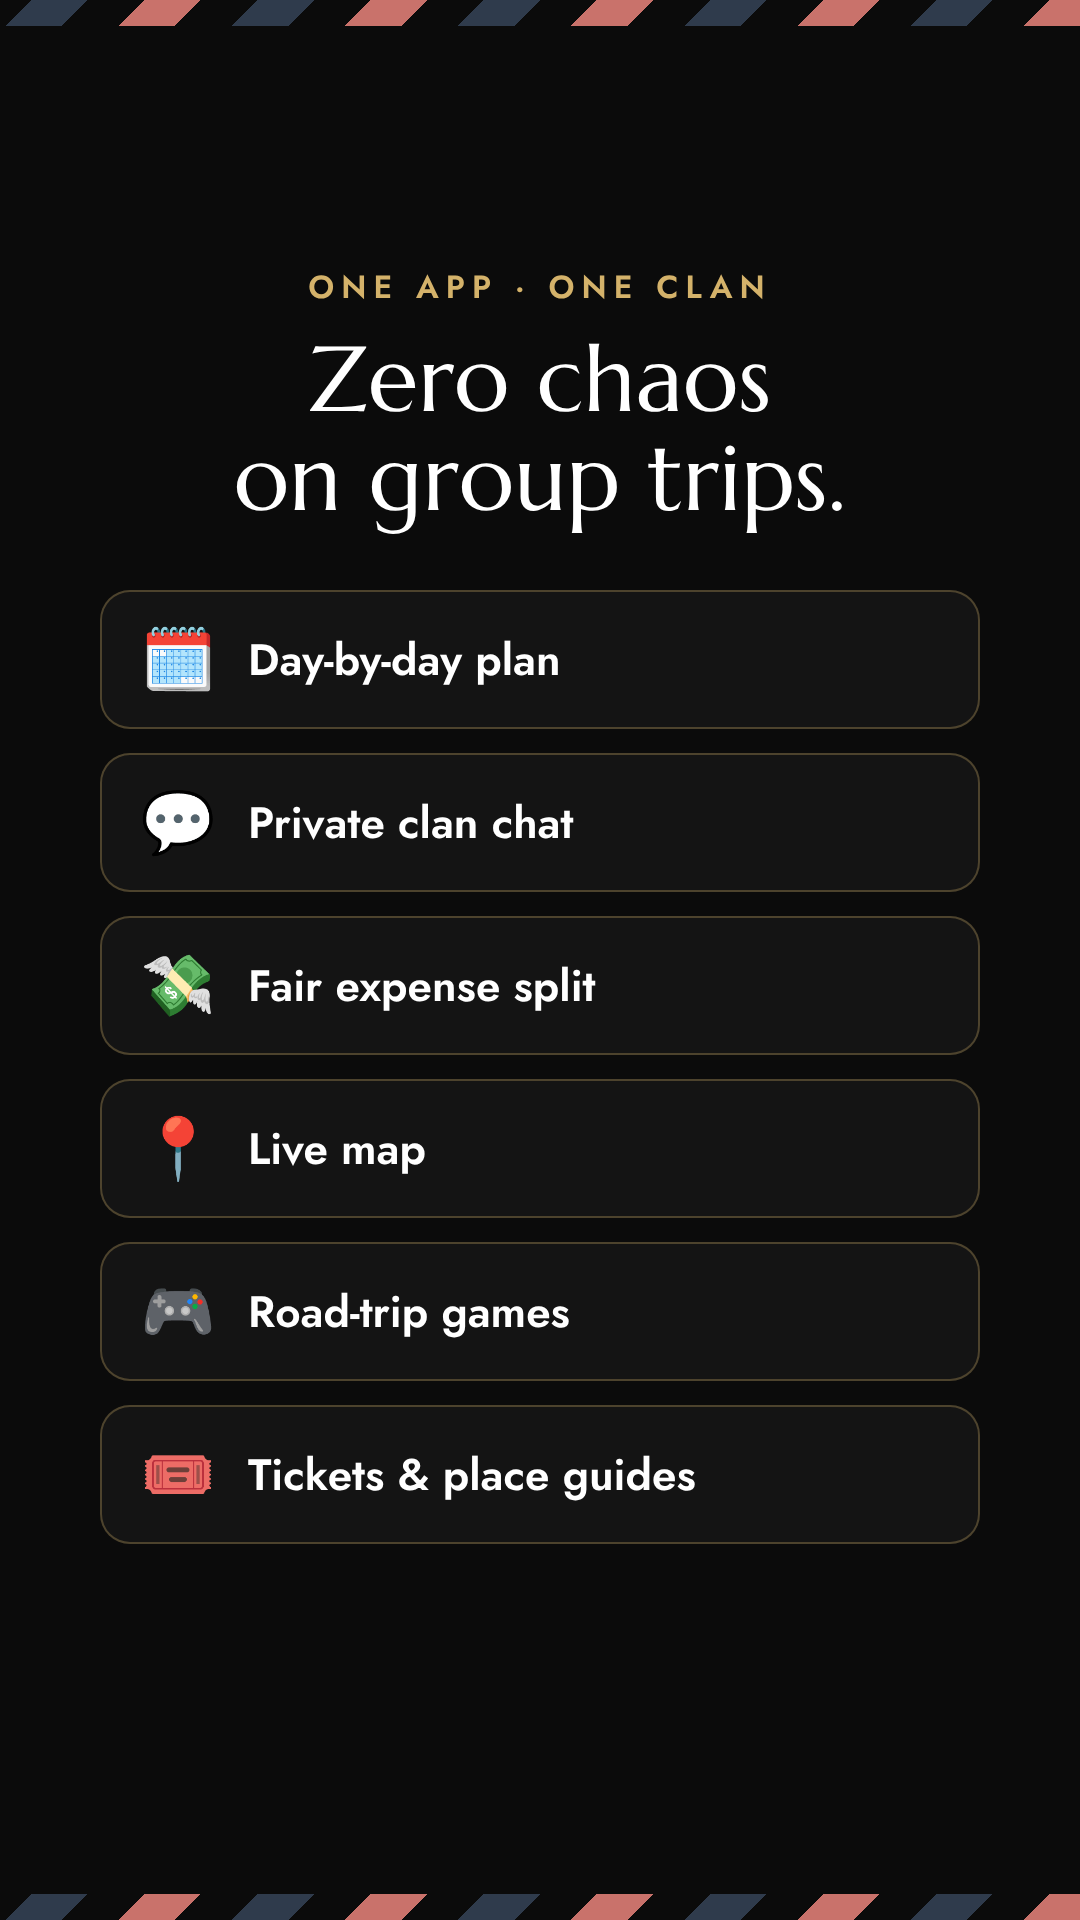 ONE APP · ONE CLAN
Zero chaos
on group trips.
Day-by-day plan
Private clan chat
Fair expense split
Live map
Road-trip games
Tickets & place guides